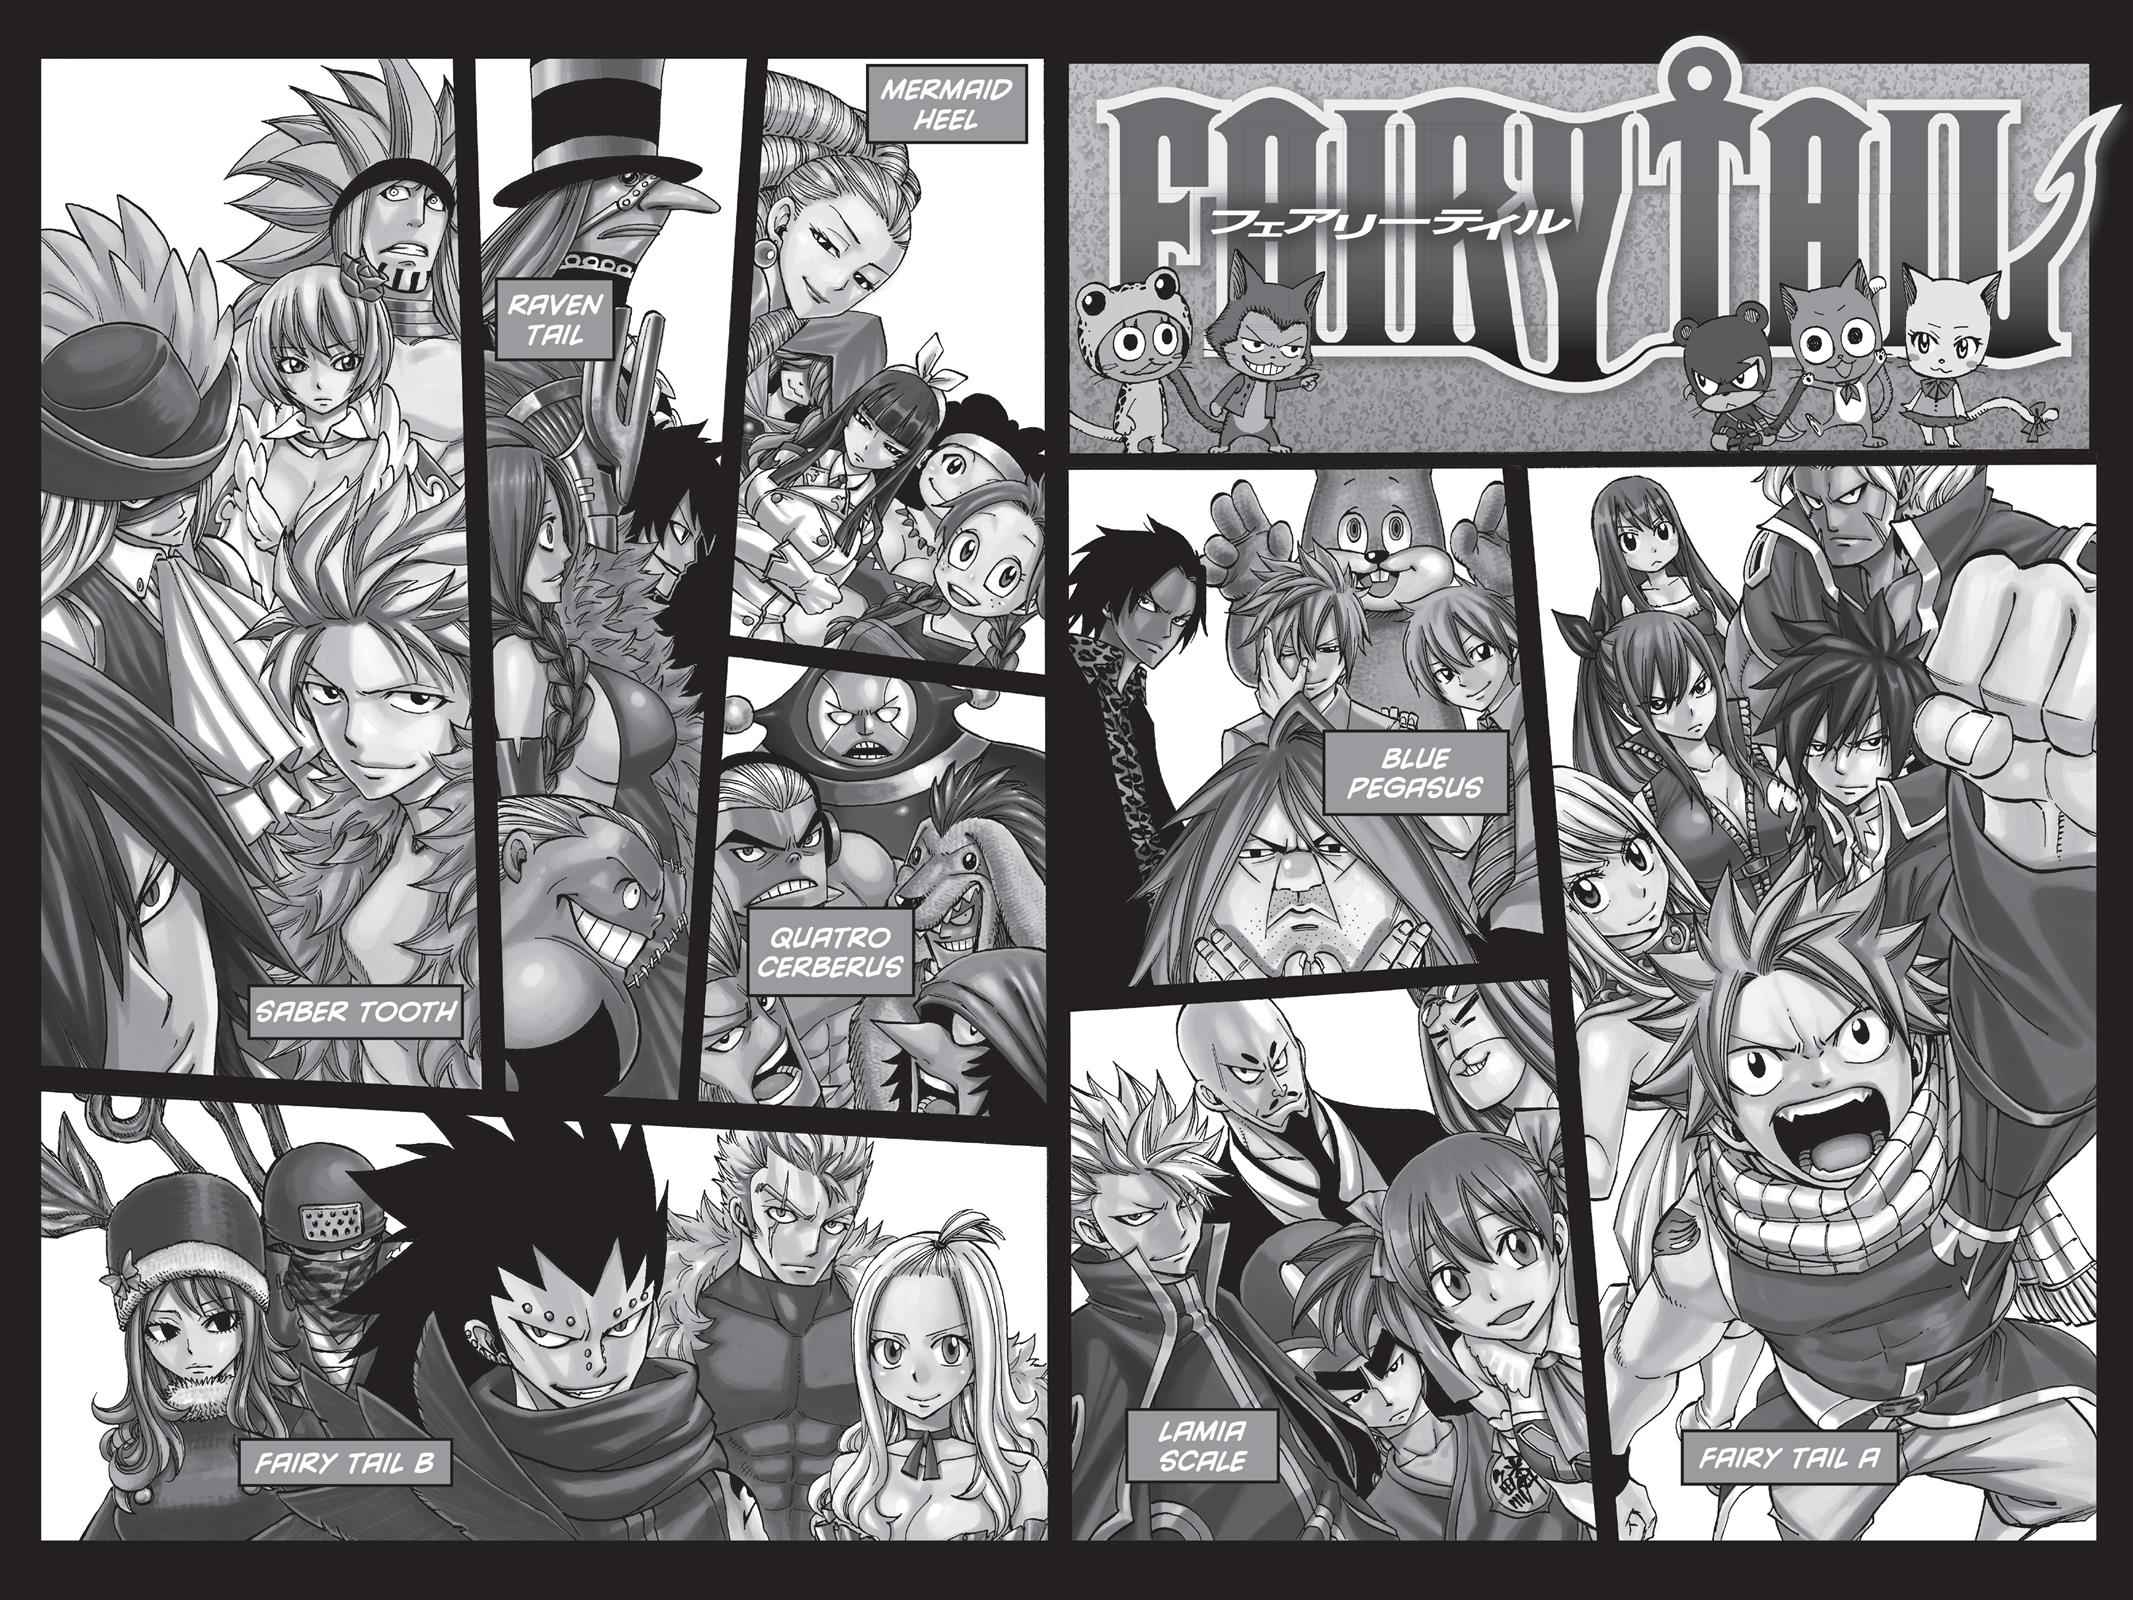 MERMAID
HEEL
FAIRY TAIL
フェアリーテイル
RAVEN
TAIL
BLUE
PEGASUS
QUATRO
CERBERUS
SABER TOOTH
LAMIA
SCALE
FAIRY TAIL B
FAIRY TAIL A